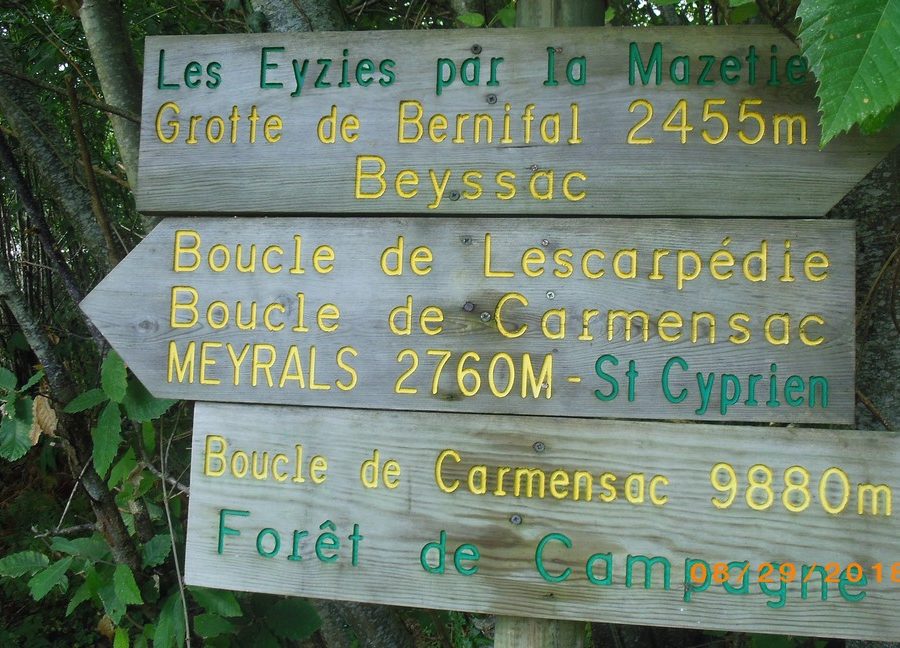 Les Eyzies par la Mazetie
Grotte de Bernifal 2455m
Beyssac
Boucle de Lescarpédie
Boucle de Carmensac
MEYRALS 2760M - St Cyprien
Boucle de Carmensac 9880m
Forêt de Campagne